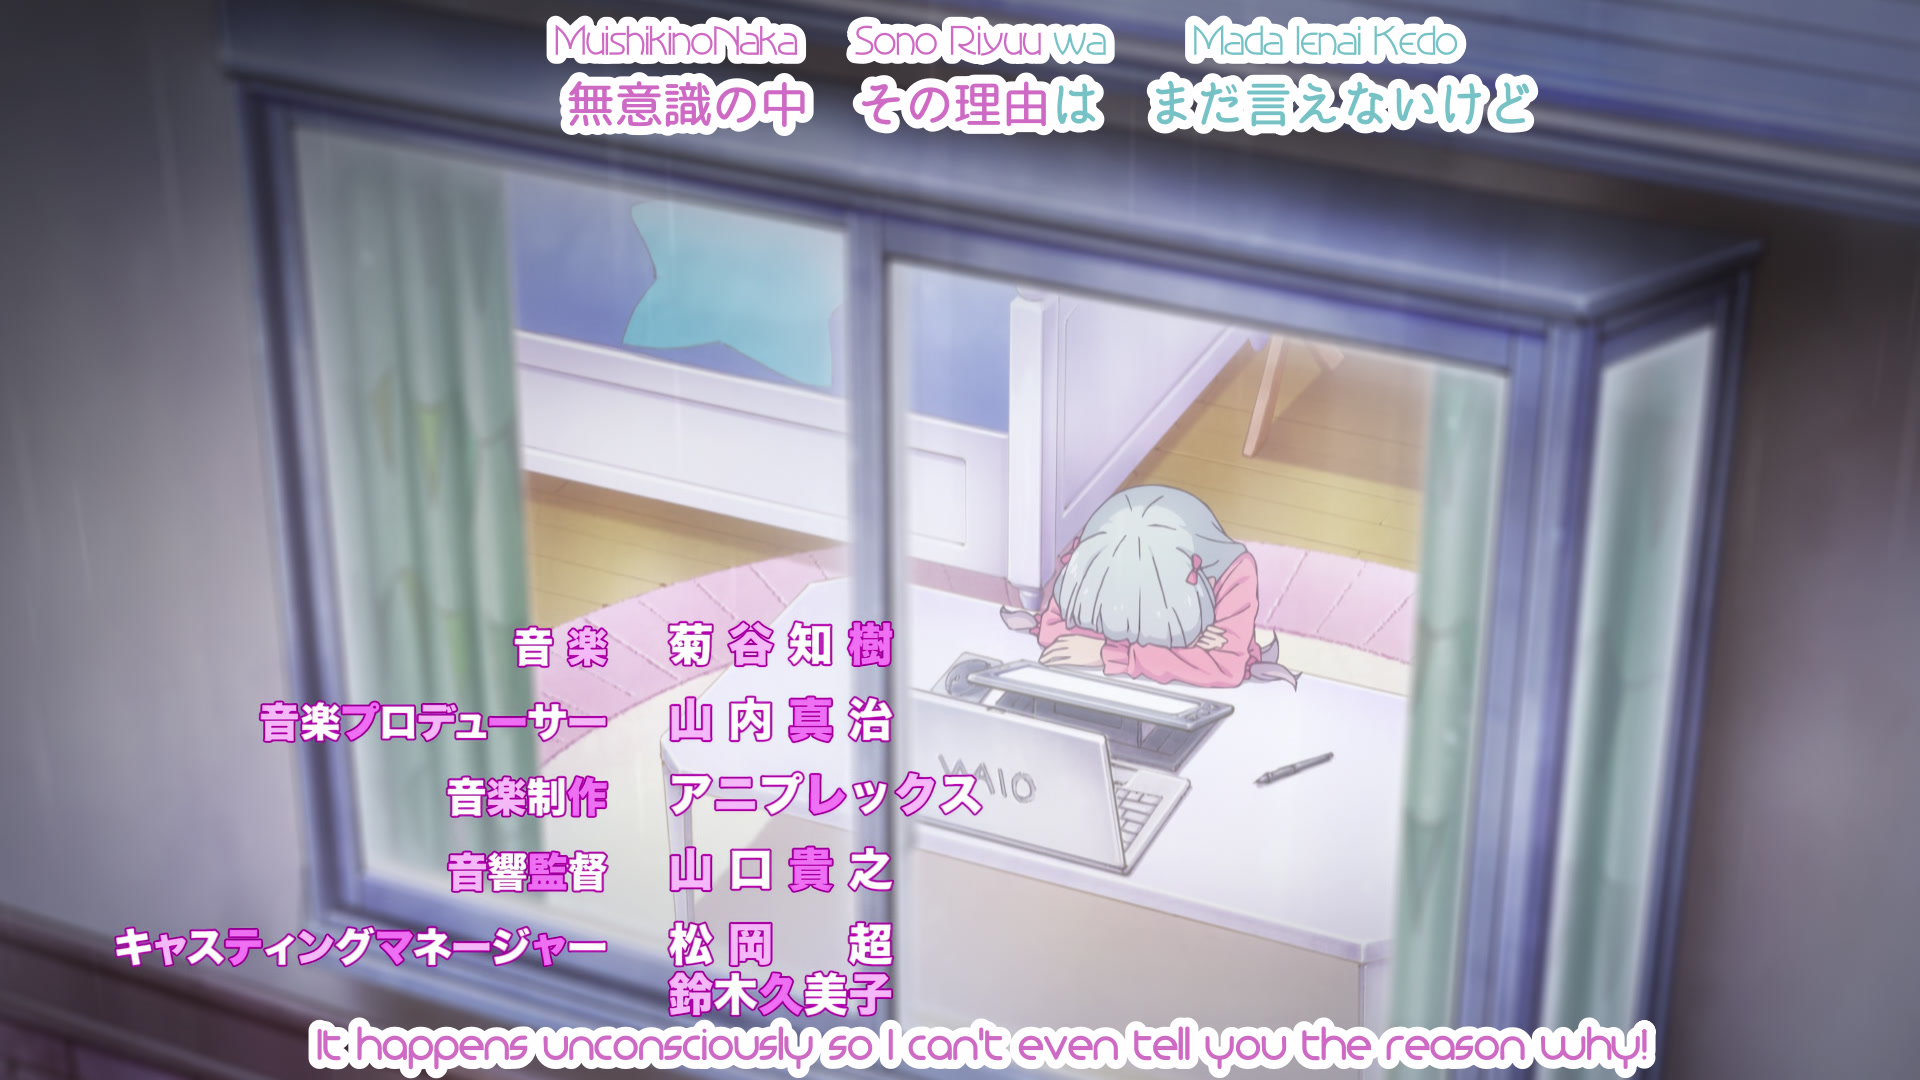 MuishikinoNaka Sono Riyuu wa Mada Ienai Kedo
無意識の中 その理由は まだ言えないけど
音楽 菊谷知樹
音楽プロデューサー 山内真治
音楽制作 アニプレックス
音響監督 山口貴之
キャスティングマネージャー 松岡 超
鈴木久美子
VAIO
It happens unconsciously so I can't even tell you the reason why!